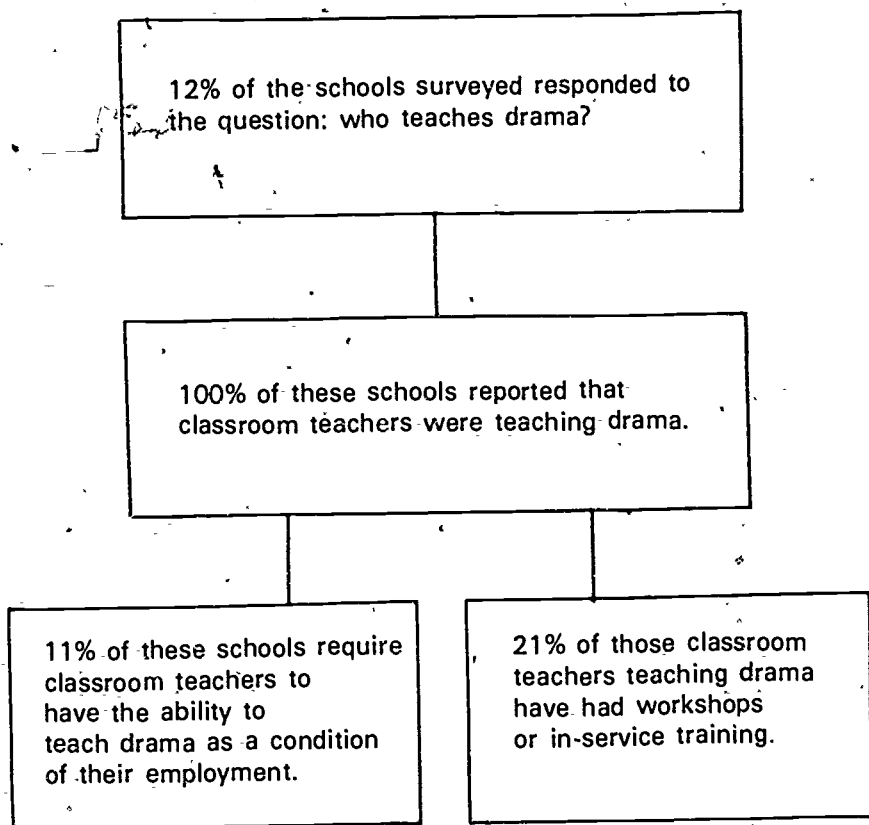 12% of the schools surveyed responded to
the question: who teaches drama?
100% of these schools reported that
classroom teachers were teaching drama.
11% of these schools require
classroom teachers to
have the ability to
teach drama as a condition
of their employment.
21% of those classroom
teachers teaching drama
have had workshops
or in-service training.